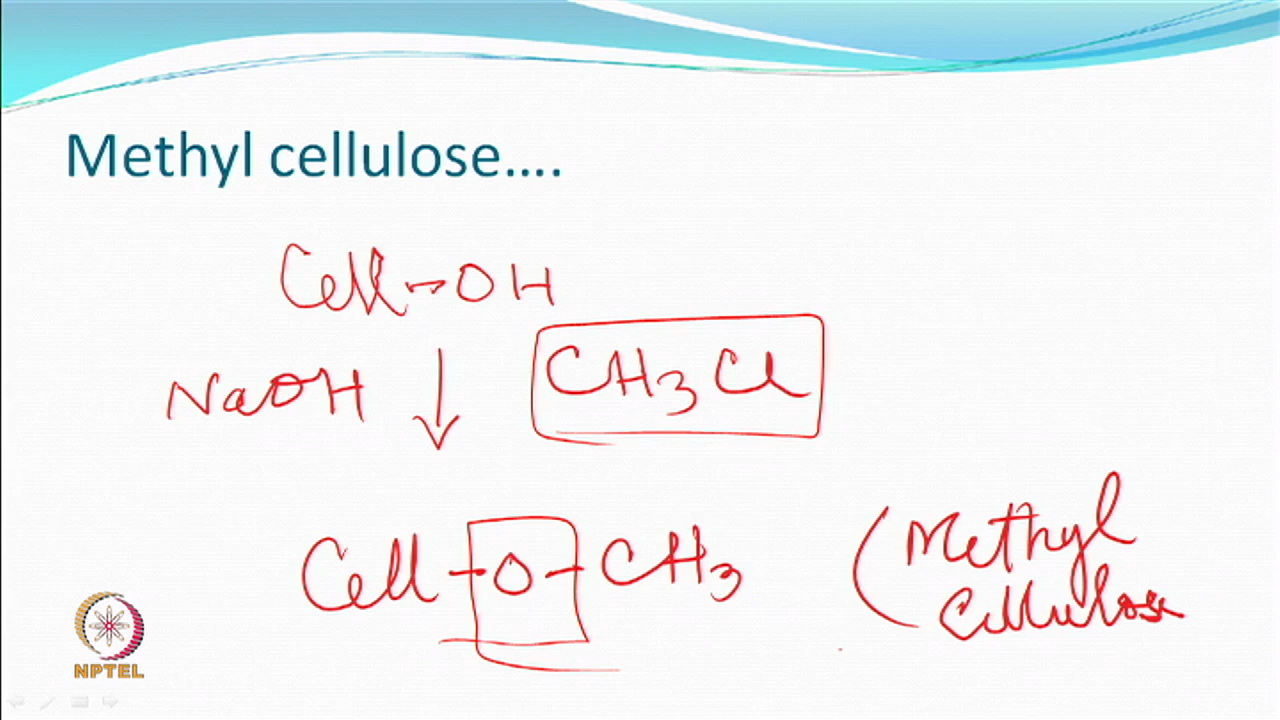 Methyl cellulose....
Cell-OH
NaOH CH3Cl
Cell-O-CH3 (Methyl
Cellulose
NPTEL